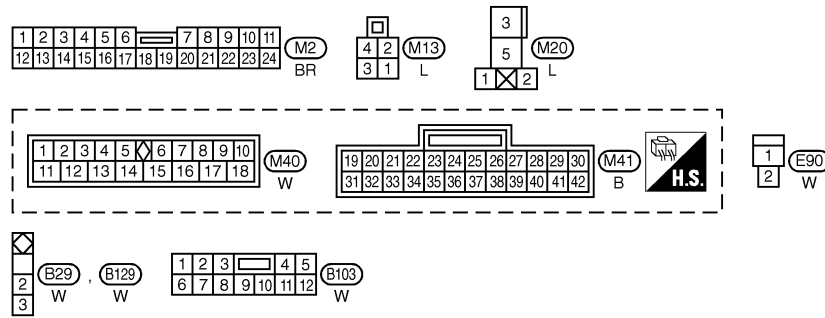 1 2 3 4 5 6 7 8 9 10 11
12 13 14 15 16 17 18 19 20 21 22 23 24
M2
BR
4 2
3 1
M13
L
3
5
1 2
M20
L
1 2 3 4 5 6 7 8 9 10
11 12 13 14 15 16 17 18
M40
W
19 20 21 22 23 24 25 26 27 28 29 30
31 32 33 34 35 36 37 38 39 40 41 42
M41
B
H.S.
1
2
E90
W
2
3
B29 , B129
W W
1 2 3 4 5
6 7 8 9 10 11 12
B103
W